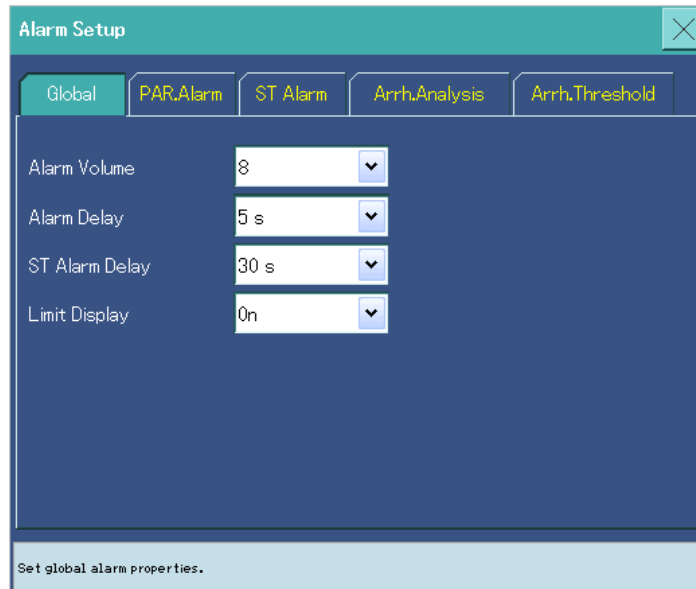 Alarm Setup
Global PAR.Alarm ST Alarm Arrh.Analysis Arrh.Threshold
Alarm Volume 8
Alarm Delay 5 s
ST Alarm Delay 30 s
Limit Display On
Set global alarm properties.